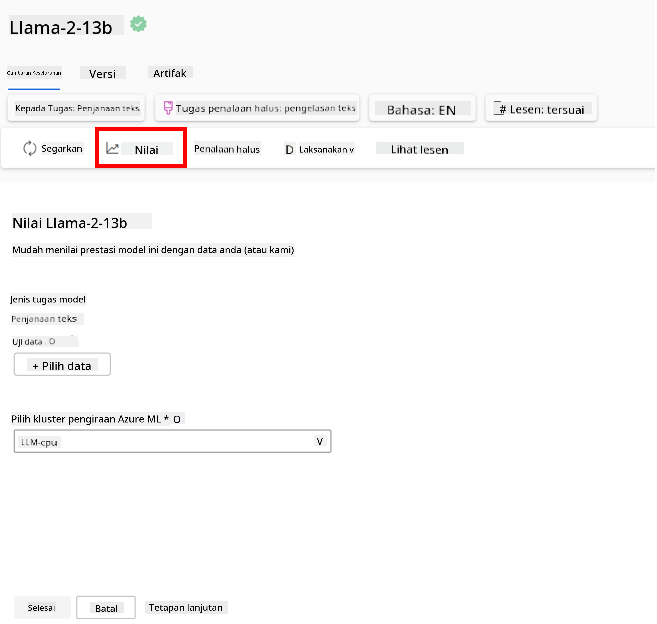 Llama-2-13b
Versi
Artifak
Kepada Tugas: Penjanaan teks.
Tugas penalaan halus: pengelasan teks
Bahasa: EN
# Lesen: tersuai
Segarkan
Nilai
Penalaan halus
D Laksanakan v
Lihat lesen
Nilai Llama-2-13b
Mudah menilai prestasi model ini dengan data anda (atau kami)
Jenis tugas model
Penjanaan teks
Uji data . O
+ Pilih data
Pilih kluster pengiraan Azure ML * O
LLM-cpu V
Selesai
Batal
Tetapan lanjutan